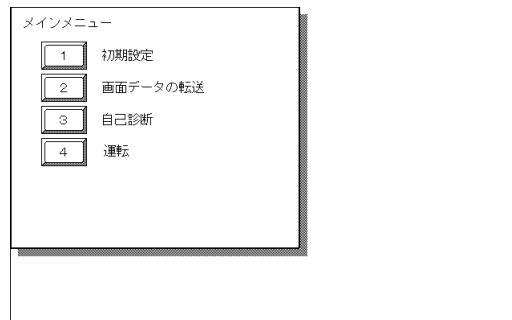 メインメニュー
1 初期設定
2 画面データの転送
3 自己診断
4 運転